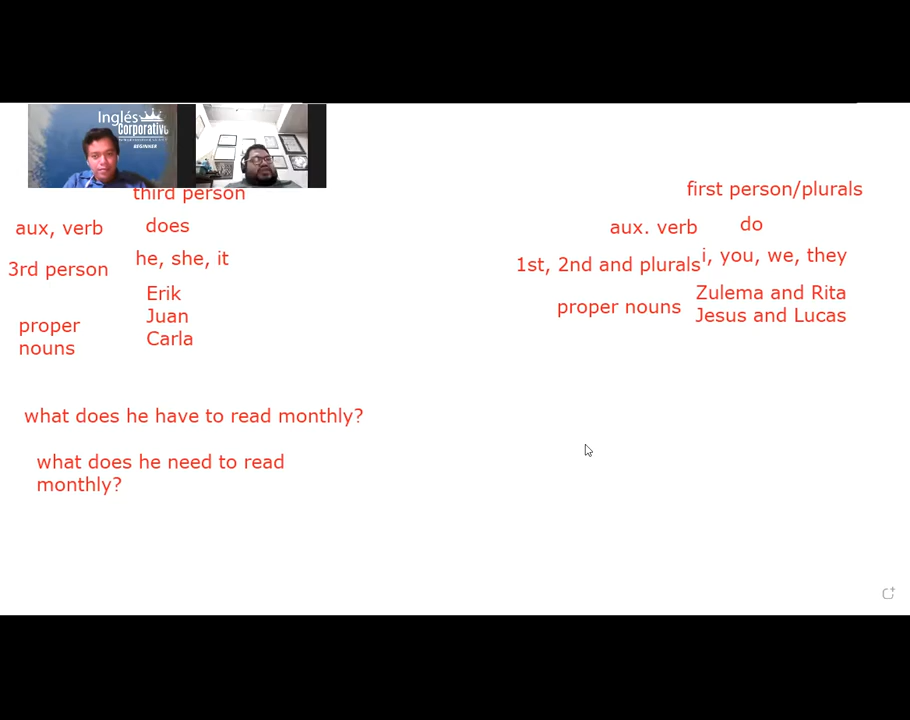 Inglés
Corporativo
BEGINNER
third person
aux, verb
does
3rd person
he, she, it
Erik
Juan
Carla
proper
nouns
what does he have to read monthly?
what does he need to read
monthly?
first person/plurals
aux. verb
do
1st, 2nd and plurals
i, you, we, they
proper nouns
Zulema and Rita
Jesus and Lucas